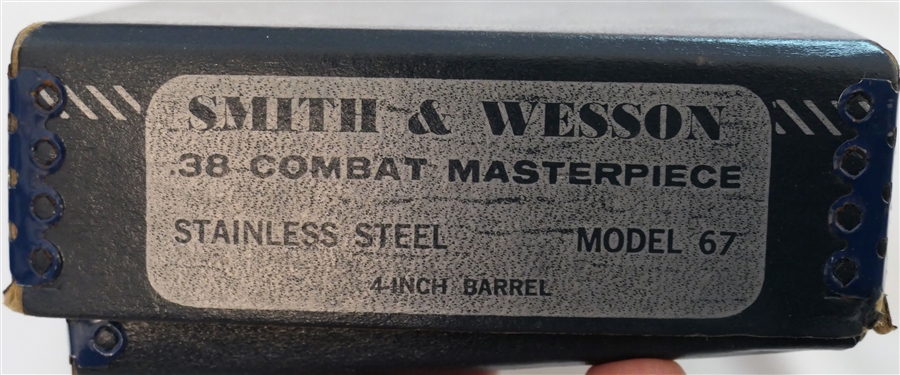 SMITH & WESSON
.38 COMBAT MASTERPIECE
STAINLESS STEEL MODEL 67
4-INCH BARREL